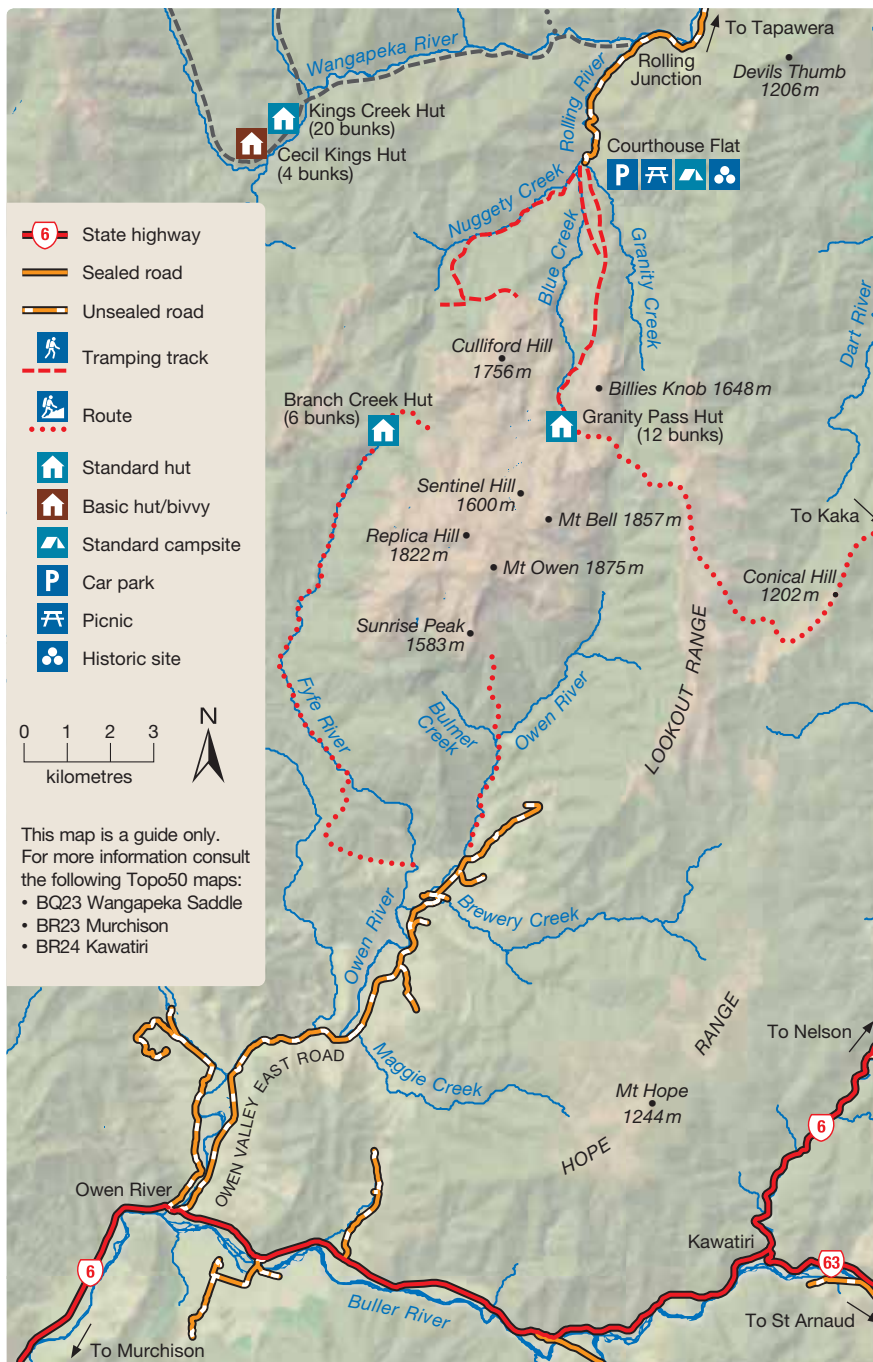 To Tapawera
Wangapeka River
Rolling
Junction
Devils Thumb
1206 m
Kings Creek Hut
(20 bunks)
Cecil Kings Hut
(4 bunks)
Rolling River
Courthouse Flat
P
Nuggety Creek
Blue Creek
Granity Creek
Dart River
6
State highway
Sealed road
Unsealed road
Tramping track
Route
Standard hut
Basic hut/bivvy
Standard campsite
P
Car park
Picnic
Historic site
0 1 2 3
kilometres
N
This map is a guide only.
For more information consult
the following Topo50 maps:
• BQ23 Wangapeka Saddle
• BR23 Murchison
• BR24 Kawatiri
Culliford Hill
1756 m
Billies Knob 1648 m
Branch Creek Hut
(6 bunks)
Granity Pass Hut
(12 bunks)
Sentinel Hill
1600 m
Mt Bell 1857 m
Replica Hill
1822 m
To Kaka
Mt Owen 1875 m
Conical Hill
1202 m
Sunrise Peak
1583 m
LOOKOUT RANGE
Fyfe River
Bulmer
Creek
Owen River
Owen River
Brewery Creek
OWEN VALLEY EAST ROAD
Maggie Creek
HOPE RANGE
To Nelson
Mt Hope
1244 m
6
Owen River
Kawatiri
63
6
Buller River
To St Arnaud
To Murchison